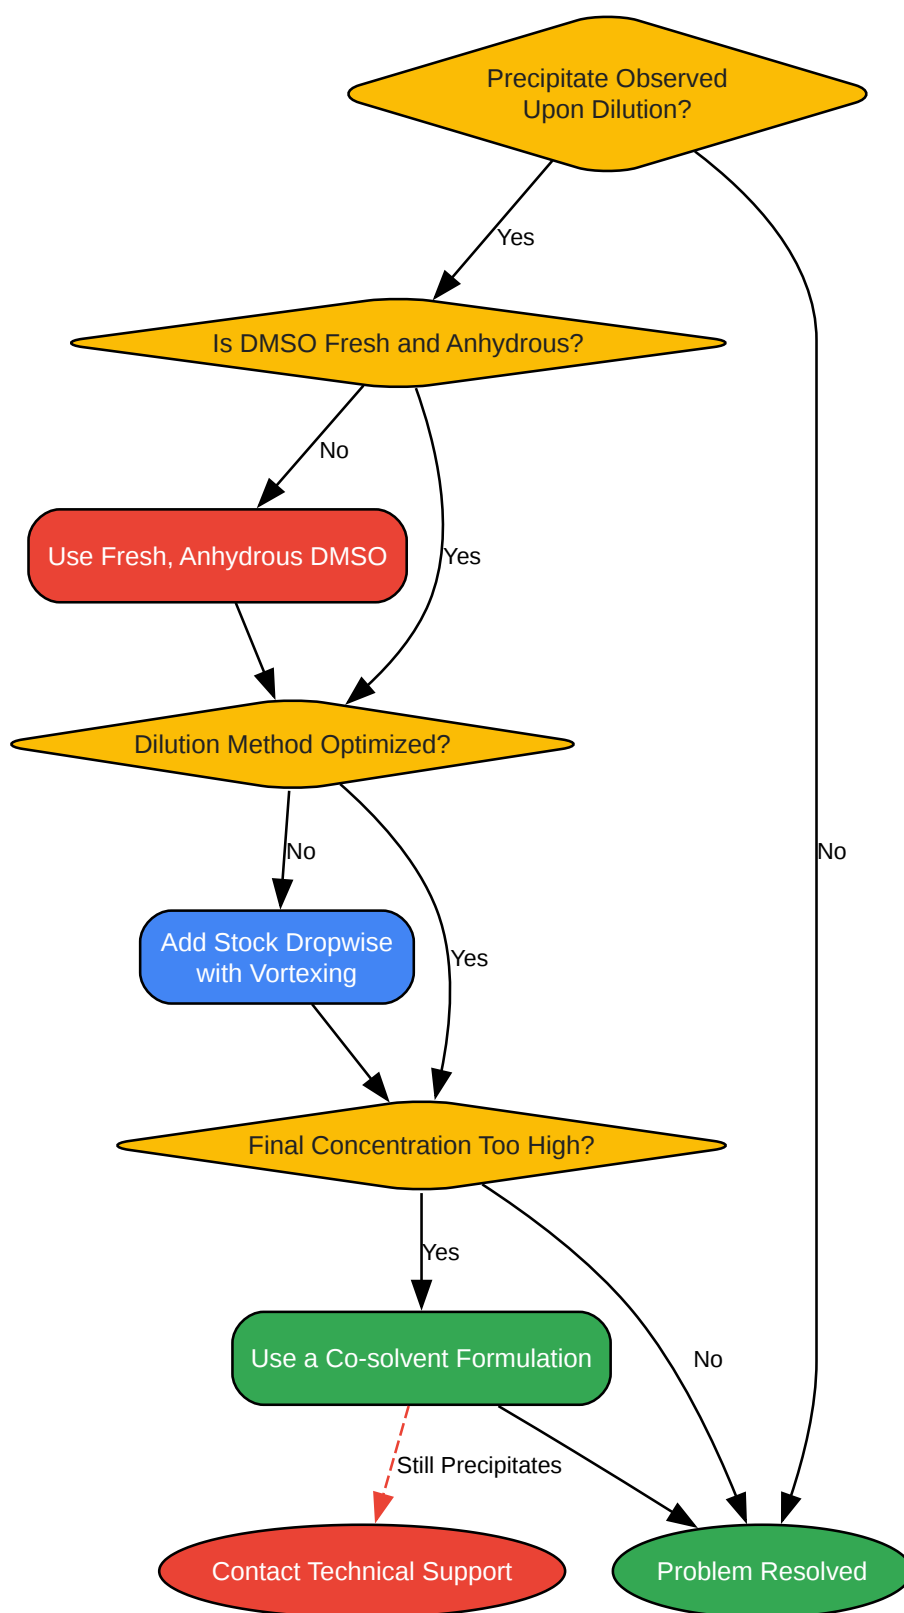 Precipitate Observed
Upon Dilution?
Yes
Is DMSO Fresh and Anhydrous?
No
Use Fresh, Anhydrous DMSO
Yes
Dilution Method Optimized?
No
No
Add Stock Dropwise
with Vortexing
Yes
Final Concentration Too High?
Yes
Use a Co-solvent Formulation
No
Still Precipitates
Contact Technical Support
Problem Resolved